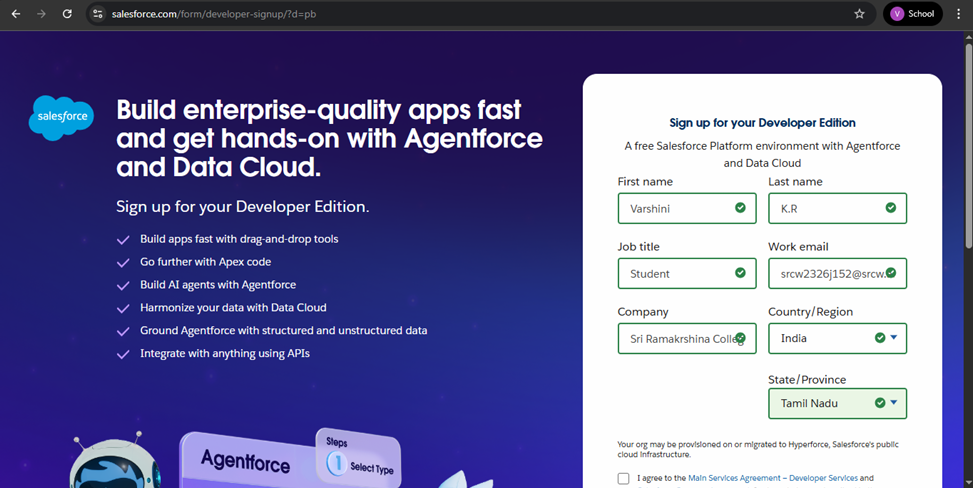 salesforce.com/form/developer-signup/?d=pb
V
School
salesforce
Build enterprise-quality apps fast
and get hands-on with Agentforce
and Data Cloud.
Sign up for your Developer Edition.
Build apps fast with drag-and-drop tools
Go further with Apex code
Build AI agents with Agentforce
Harmonize your data with Data Cloud
Ground Agentforce with structured and unstructured data
Integrate with anything using APIs
Agentforce
Steps
1 Select Type
Sign up for your Developer Edition
A free Salesforce Platform environment with Agentforce
and Data Cloud
First name Last name
Varshini K.R
Job title Work email
Student srcw2326j152@srcw.
Company Country/Region
Sri Ramakrshina Colleg India
State/Province
Tamil Nadu
Your org may be provisioned on or migrated to Hyperforce, Salesforce's public
cloud infrastructure.
I agree to the Main Services Agreement – Developer Services and